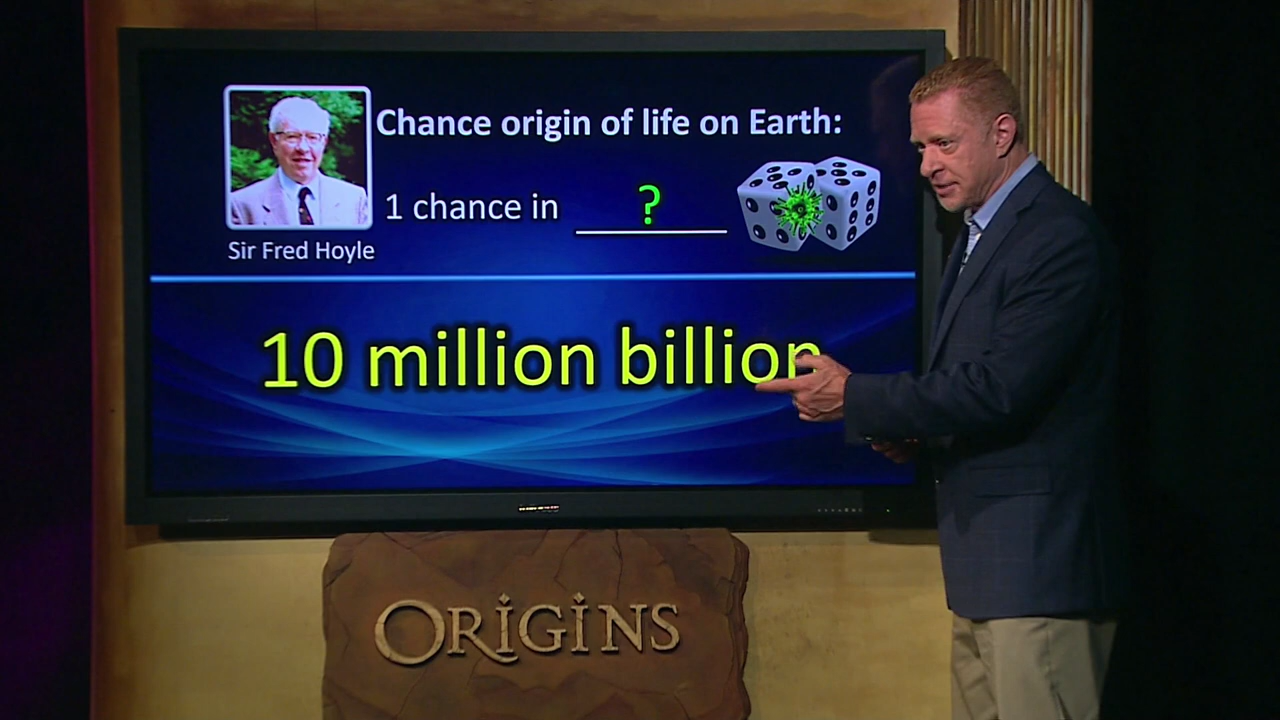 Chance origin of life on Earth:
1 chance in ?
Sir Fred Hoyle
10 million billion
ORIGINS